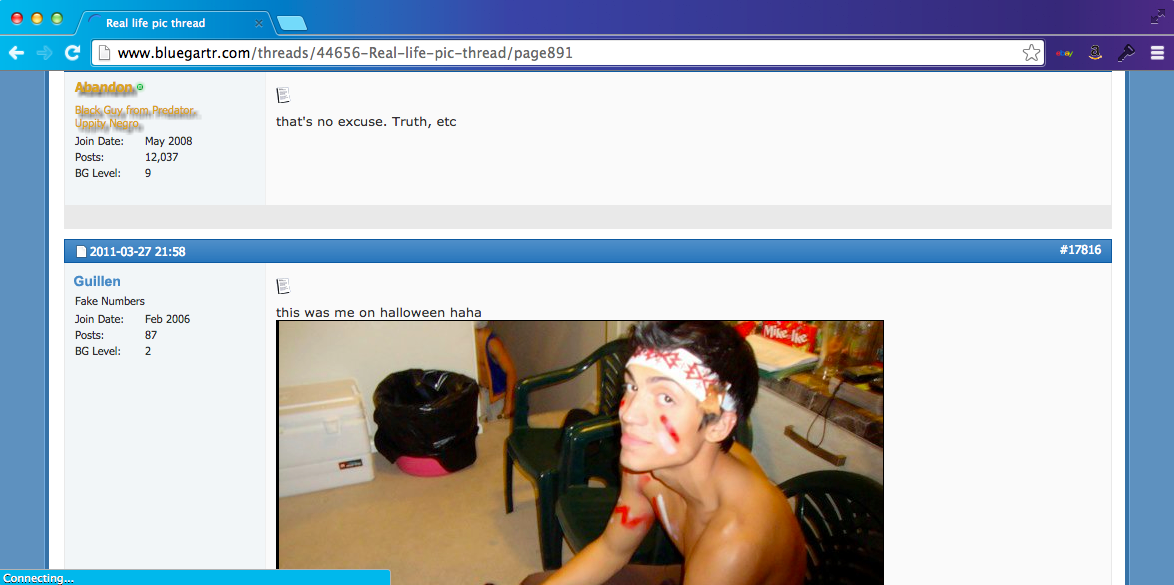 Real life pic thread
www.bluegartr.com/threads/44656-Real-life-pic-thread/page891
ebay
a
Abandon
Black Guy from Predator
Uppity Negro
Join Date: May 2008
Posts: 12,037
BG Level: 9
that's no excuse. Truth, etc
2011-03-27 21:58 #17816
Guillen
Fake Numbers
Join Date: Feb 2006
Posts: 87
BG Level: 2
this was me on halloween haha
Mike and Ike
Connecting...